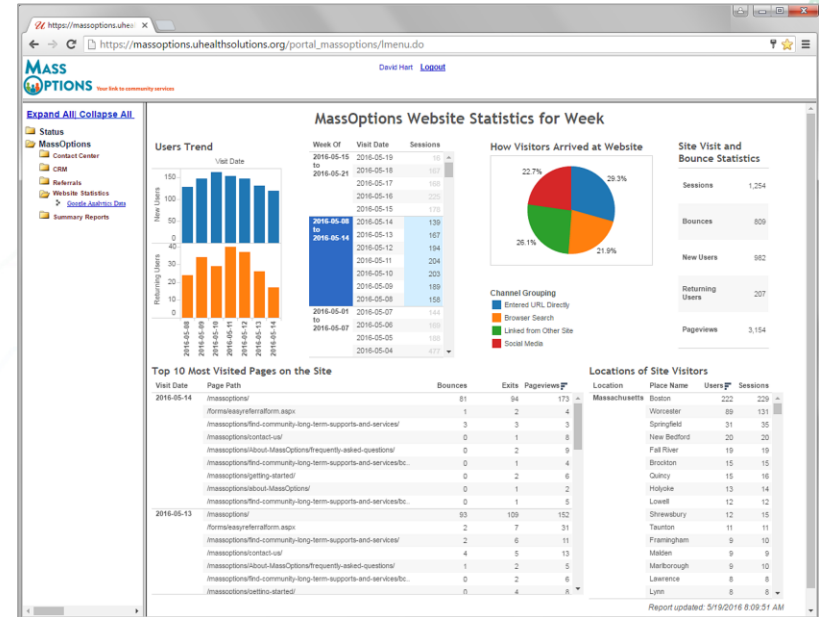 https://massoptions.uheal
https://massoptions.uhealthsolutions.org/portal_massoptions/lmenu.do
MASS
OPTIONS Your link to community services
David Hart Logout
Expand All| Collapse All
Status
MassOptions
Contact Center
CRM
Referrals
Website Statistics
Google Analytics Data
Summary Reports
MassOptions Website Statistics for Week
Users Trend
Visit Date
New Users
150
100
50
0
Returning Users
40
30
20
10
0
2016-05-08
2016-05-09
2016-05-10
2016-05-11
2016-05-12
2016-05-13
2016-05-14
Week Of Visit Date Sessions
2016-05-15 to 2016-05-21
2016-05-19 16
2016-05-18 167
2016-05-17 168
2016-05-16
2016-05-15
2016-05-08 to 2016-05-14
2016-05-14 139
2016-05-13 167
2016-05-12 194
2016-05-11 204
2016-05-10 203
2016-05-09 189
2016-05-08 158
2016-05-01 to 2016-05-07
2016-05-07 144
2016-05-06
2016-05-05
2016-05-04 477
How Visitors Arrived at Website
22.7%
29.3%
26.1%
21.9%
Channel Grouping
Entered URL Directly
Browser Search
Linked from Other Site
Social Media
Site Visit and
Bounce Statistics
Sessions 1,254
Bounces 809
New Users 982
Returning Users 207
Pageviews 3,154
Top 10 Most Visited Pages on the Site
Visit Date Page Path Bounces Exits Pageviews
2016-05-14 /massoptions/ 81 94 173
/forms/easyreferralform.aspx 1 2 4
/massoptions/find-community-long-term-supports-and-services/ 3 3 3
/massoptions/contact-us/ 0 1 8
/massoptions/About-MassOptions/frequently-asked-questions/ 0 2 9
/massoptions/find-community-long-term-supports-and-services/bc.. 0 1 4
/massoptions/getting-started/ 0 2 6
/massoptions/about-MassOptions/ 0 1 2
/massoptions/find-community-long-term-supports-and-services/bc.. 0 1 5
2016-05-13 /massoptions/ 93 109 152
/forms/easyreferralform.aspx 2 7 31
/massoptions/find-community-long-term-supports-and-services/ 2 6 11
/massoptions/contact-us/ 4 5 13
/massoptions/About-MassOptions/frequently-asked-questions/ 1 2 5
/massoptions/find-community-long-term-supports-and-services/bc.. 0 2 6
/massoptions/getting-started/ 0 4 8
Locations of Site Visitors
Location Place Name Users Sessions
Massachusetts Boston 222 229
Worcester 89 131
Springfield 31 35
New Bedford 20 20
Fall River 19 19
Brockton 15 15
Quincy 15 16
Holyoke 13 14
Lowell 12 12
Shrewsbury 12 15
Taunton 11 11
Framingham 9 10
Malden 9 9
Marlborough 9 10
Lawrence 8 8
Lynn 8 8
Report updated: 5/19/2016 8:09:51 AM